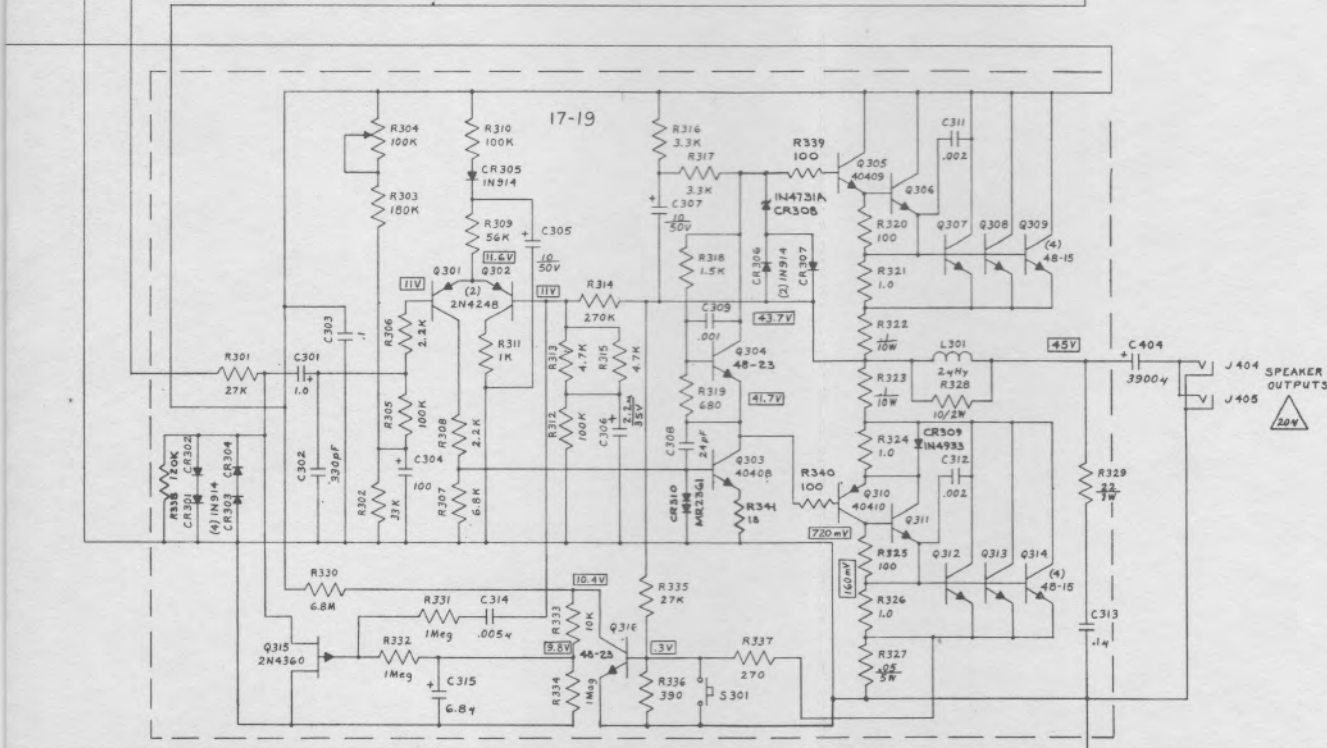 17-19
R304
100K
R310
100K
CR305
1N914
R303
180K
R309
56K
C305
10
50V
11.6V
Q301
Q302
(2)
2N4248
11V
11V
R314
270K
R316
3.3K
R317
3.3K
C307
10
50V
R339
100
1N4731A
CR308
Q305
40409
Q306
C311
.002
R320
100
Q307
Q308
Q309
(4)
48-15
R321
1.0
R318
1.5K
CR306
(2) 1N914
CR307
C309
.001
43.7V
Q304
48-23
R322
1
10W
L301
2µHy
R328
10/2W
45V
C404
3900µ
J404
SPEAKER
OUTPUTS
J405
204
R301
27K
C301
1.0
C303
.1
R306
2.2K
R311
1K
R313
4.7K
R315
4.7K
R319
680
41.7V
R323
1
10W
R305
100K
R308
2.2K
R312
100K
C306
2.2µ
35V
C308
24pF
R324
1.0
CR309
1N4933
C312
.002
R338
120K
CR302
CR301
(4) 1N914
CR304
CR303
C302
330pF
C304
100
R302
33K
R307
6.8K
CR310
MR2361
Q303
40408
R341
18
R340
100
Q310
40410
Q311
720mV
R325
100
160mV
Q312
Q313
Q314
(4)
48-15
R326
1.0
R329
22
7W
R330
6.8M
R331
1Meg
C314
.005µ
10.4V
R333
10K
Q316
48-23
R335
27K
.3V
R337
270
R327
.05
5W
C313
.1µ
Q315
2N4360
R332
1Meg
9.8V
C315
6.8µ
R334
1Mag
R336
390
S301